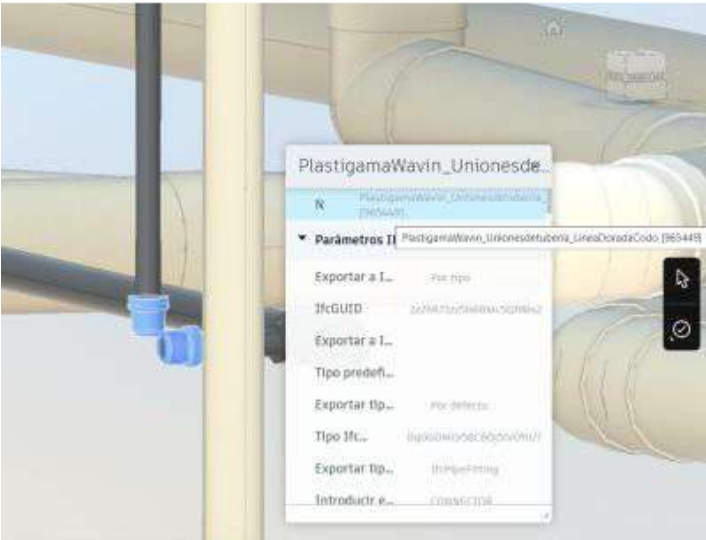 PlastigamaWavin_Unionesde...
N
Parámetros I
PlastigamaWavin_Unionesdetuberia_LineaDoradaCodo [965449]
Exportar a I... Por tipo
IfcGUID
Exportar a I...
Tipo predefi...
Exportar tip... Por defecto
Tipo Ifc...
Exportar tip... IfcPipeFitting
Introducir e... CONNECTOR